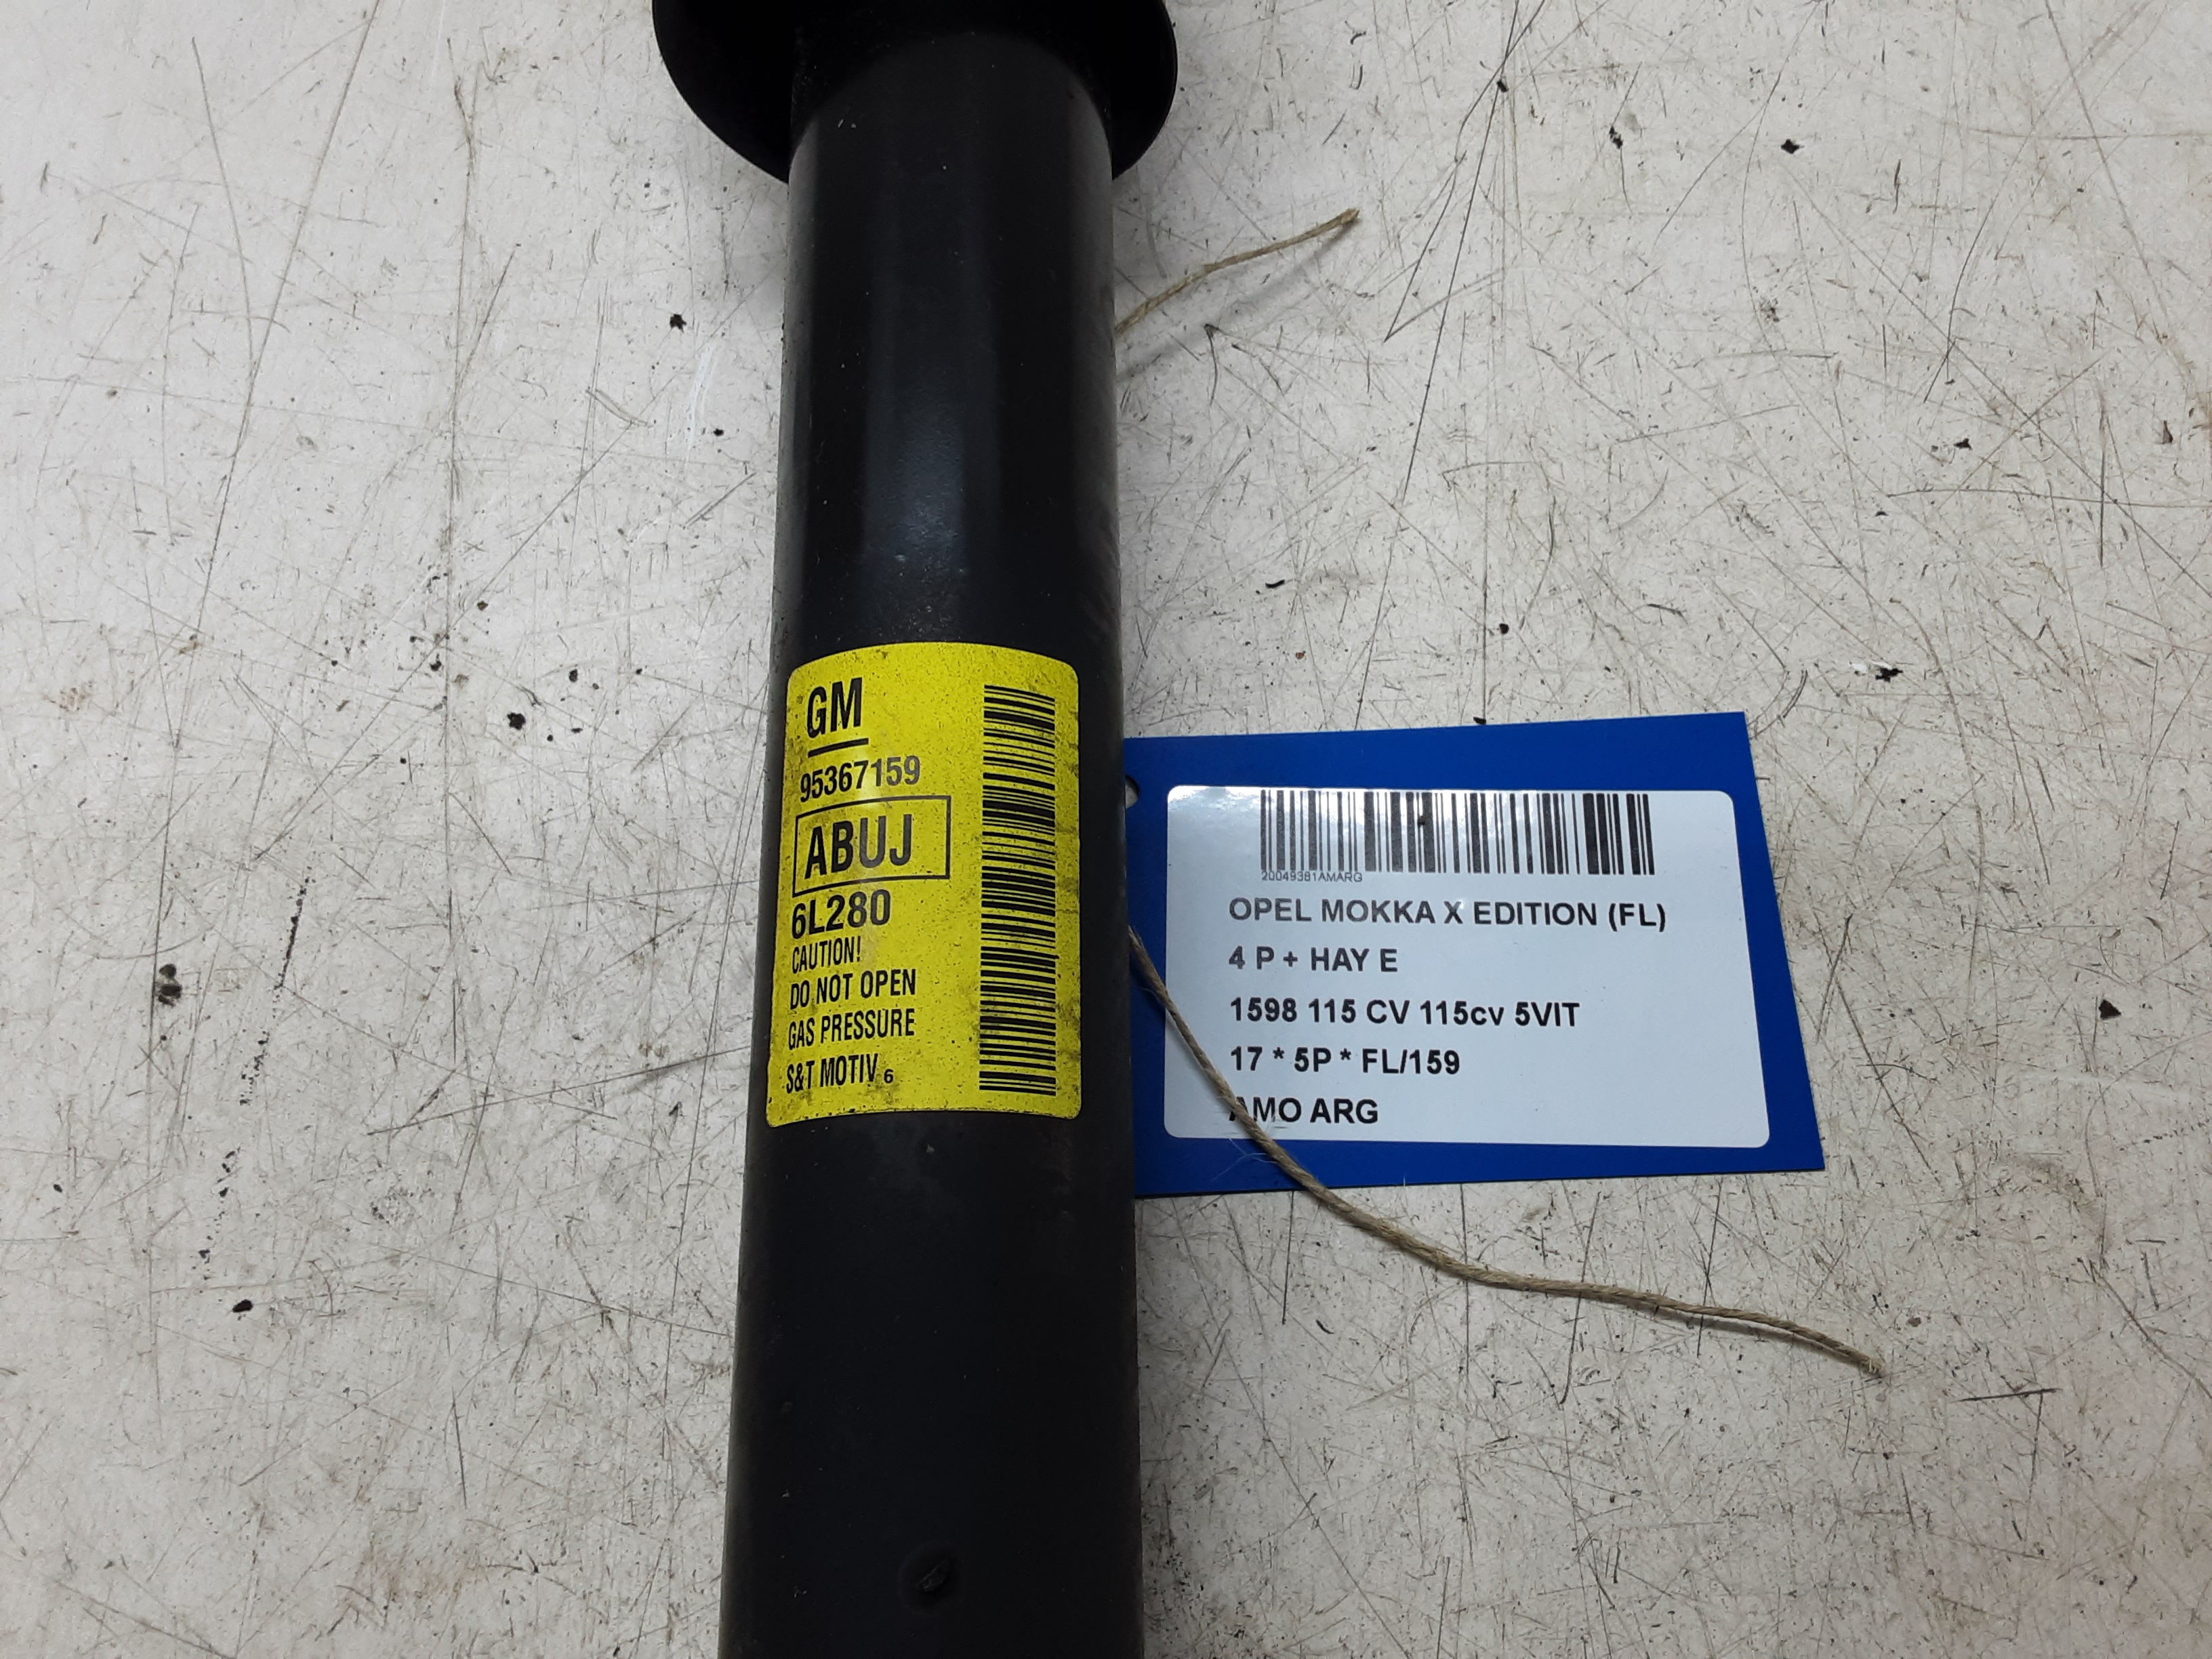 GM
95367159
ABUJ
6L280
CAUTION!
DO NOT OPEN
GAS PRESSURE
S&T MOTIV 6
20049381AMARG
OPEL MOKKA X EDITION (FL)
4 P + HAY E
1598 115 CV 115cv 5VIT
17 * 5P * FL/159
AMO ARG